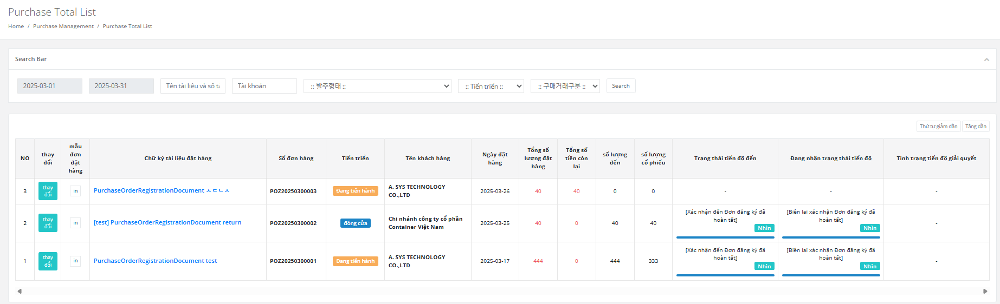 Purchase Total List
Home / Purchase Management / Purchase Total List
Search Bar
2025-03-01 2025-03-31 Tên tài liệu và số tà Tài khoản :: 발주형태 :: :: Tiến triển :: :: 구매거래구분 :: Search
Thứ tự giảm dần Tăng dần
NO thay đổi mẫu đơn đặt hàng Chữ ký tài liệu đặt hàng Số đơn hàng Tiến triển Tên khách hàng Ngày đặt hàng Tổng số lượng đặt hàng Tổng số tiền còn lại số lượng đến số lượng cổ phiếu Trạng thái tiến độ đến Đang nhận trạng thái tiến độ Tình trạng tiến độ giải quyết
3 thay đổi in PurchaseOrderRegistrationDocument ㅅㄷㄴㅅ POZ20250300003 Đang tiến hành A. SYS TECHNOLOGY CO.,LTD 2025-03-26 40 40 0 0 - - -
2 thay đổi in [test] PurchaseOrderRegistrationDocument return POZ20250300002 đóng cửa Chi nhánh công ty cổ phần Container Việt Nam 2025-03-25 40 0 40 40 [Xác nhận đến Đơn đăng ký đã hoàn tất] Nhìn [Biên lai xác nhận Đơn đăng ký đã hoàn tất] Nhìn -
1 thay đổi in PurchaseOrderRegistrationDocument test POZ20250300001 Đang tiến hành A. SYS TECHNOLOGY CO.,LTD 2025-03-17 444 0 444 333 [Xác nhận đến Đơn đăng ký đã hoàn tất] Nhìn [Biên lai xác nhận Đơn đăng ký đã hoàn tất] Nhìn -